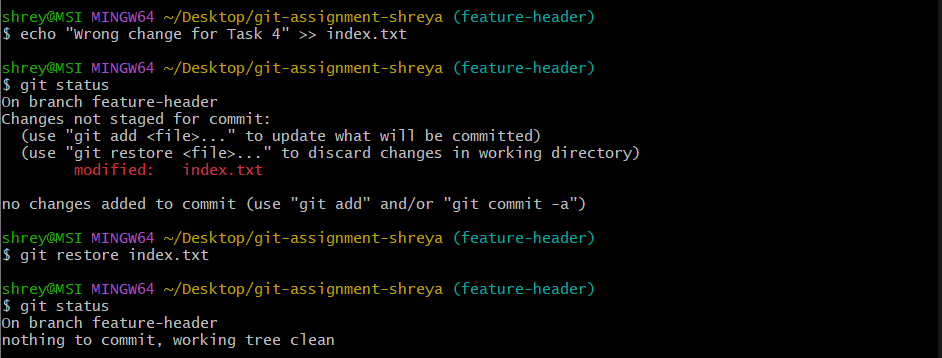 shrey@MSI MINGW64 ~/Desktop/git-assignment-shreya (feature-header)
$ echo "Wrong change for Task 4" >> index.txt
shrey@MSI MINGW64 ~/Desktop/git-assignment-shreya (feature-header)
$ git status
On branch feature-header
Changes not staged for commit:
  (use "git add <file>..." to update what will be committed)
  (use "git restore <file>..." to discard changes in working directory)
        modified:   index.txt
no changes added to commit (use "git add" and/or "git commit -a")
shrey@MSI MINGW64 ~/Desktop/git-assignment-shreya (feature-header)
$ git restore index.txt
shrey@MSI MINGW64 ~/Desktop/git-assignment-shreya (feature-header)
$ git status
On branch feature-header
nothing to commit, working tree clean